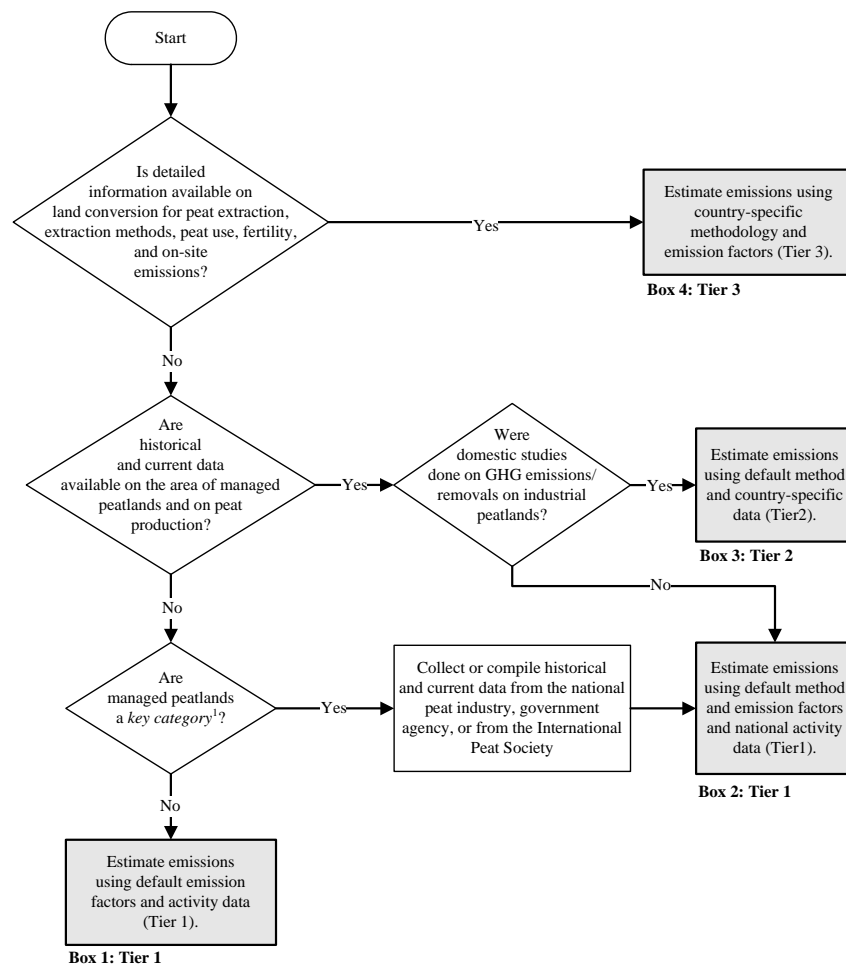 Start
Is detailed
information available on
land conversion for peat extraction,
extraction methods, peat use, fertility,
and on-site
emissions?
Yes
Estimate emissions using
country-specific
methodology and
emission factors (Tier 3).
Box 4: Tier 3
No
Are
historical
and current data
available on the area of managed
peatlands and on peat
production?
Yes
Were
domestic studies
done on GHG emissions/
removals on industrial
peatlands?
Yes
Estimate emissions
using default method
and country-specific
data (Tier2).
Box 3: Tier 2
No
No
Are
managed peatlands
a key category¹?
Yes
Collect or compile historical
and current data from the national
peat industry, government
agency, or from the International
Peat Society
Estimate emissions
using default method
and emission factors
and national activity
data (Tier1).
Box 2: Tier 1
No
Estimate emissions
using default emission
factors and activity data
(Tier 1).
Box 1: Tier 1